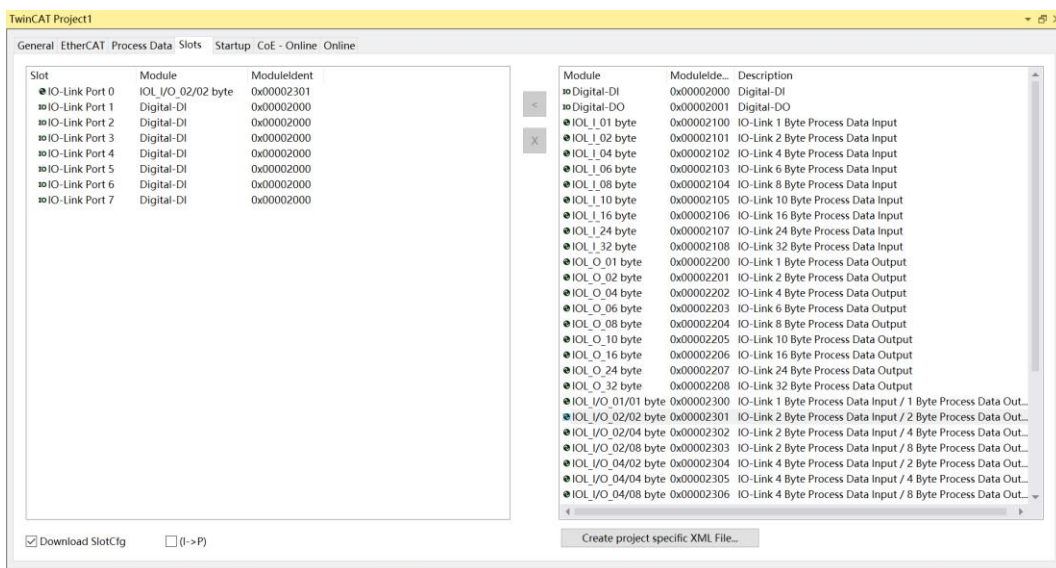 TwinCAT Project1
General EtherCAT Process Data Slots Startup CoE - Online Online
Slot Module ModuleIdent
IO-Link Port 0 IOL_I/O_02/02 byte 0x00002301
IO-Link Port 1 Digital-DI 0x00002000
IO-Link Port 2 Digital-DI 0x00002000
IO-Link Port 3 Digital-DI 0x00002000
IO-Link Port 4 Digital-DI 0x00002000
IO-Link Port 5 Digital-DI 0x00002000
IO-Link Port 6 Digital-DI 0x00002000
IO-Link Port 7 Digital-DI 0x00002000
<
X
Module ModuleIde... Description
Digital-DI 0x00002000 Digital-DI
Digital-DO 0x00002001 Digital-DO
IOL_I_01 byte 0x00002100 IO-Link 1 Byte Process Data Input
IOL_I_02 byte 0x00002101 IO-Link 2 Byte Process Data Input
IOL_I_04 byte 0x00002102 IO-Link 4 Byte Process Data Input
IOL_I_06 byte 0x00002103 IO-Link 6 Byte Process Data Input
IOL_I_08 byte 0x00002104 IO-Link 8 Byte Process Data Input
IOL_I_10 byte 0x00002105 IO-Link 10 Byte Process Data Input
IOL_I_16 byte 0x00002106 IO-Link 16 Byte Process Data Input
IOL_I_24 byte 0x00002107 IO-Link 24 Byte Process Data Input
IOL_I_32 byte 0x00002108 IO-Link 32 Byte Process Data Input
IOL_O_01 byte 0x00002200 IO-Link 1 Byte Process Data Output
IOL_O_02 byte 0x00002201 IO-Link 2 Byte Process Data Output
IOL_O_04 byte 0x00002202 IO-Link 4 Byte Process Data Output
IOL_O_06 byte 0x00002203 IO-Link 6 Byte Process Data Output
IOL_O_08 byte 0x00002204 IO-Link 8 Byte Process Data Output
IOL_O_10 byte 0x00002205 IO-Link 10 Byte Process Data Output
IOL_O_16 byte 0x00002206 IO-Link 16 Byte Process Data Output
IOL_O_24 byte 0x00002207 IO-Link 24 Byte Process Data Output
IOL_O_32 byte 0x00002208 IO-Link 32 Byte Process Data Output
IOL_I/O_01/01 byte 0x00002300 IO-Link 1 Byte Process Data Input / 1 Byte Process Data Out...
IOL_I/O_02/02 byte 0x00002301 IO-Link 2 Byte Process Data Input / 2 Byte Process Data Out...
IOL_I/O_02/04 byte 0x00002302 IO-Link 2 Byte Process Data Input / 4 Byte Process Data Out...
IOL_I/O_02/08 byte 0x00002303 IO-Link 2 Byte Process Data Input / 8 Byte Process Data Out...
IOL_I/O_04/02 byte 0x00002304 IO-Link 4 Byte Process Data Input / 2 Byte Process Data Out...
IOL_I/O_04/04 byte 0x00002305 IO-Link 4 Byte Process Data Input / 4 Byte Process Data Out...
IOL_I/O_04/08 byte 0x00002306 IO-Link 4 Byte Process Data Input / 8 Byte Process Data Out...
Download SlotCfg (I->P)
Create project specific XML File...